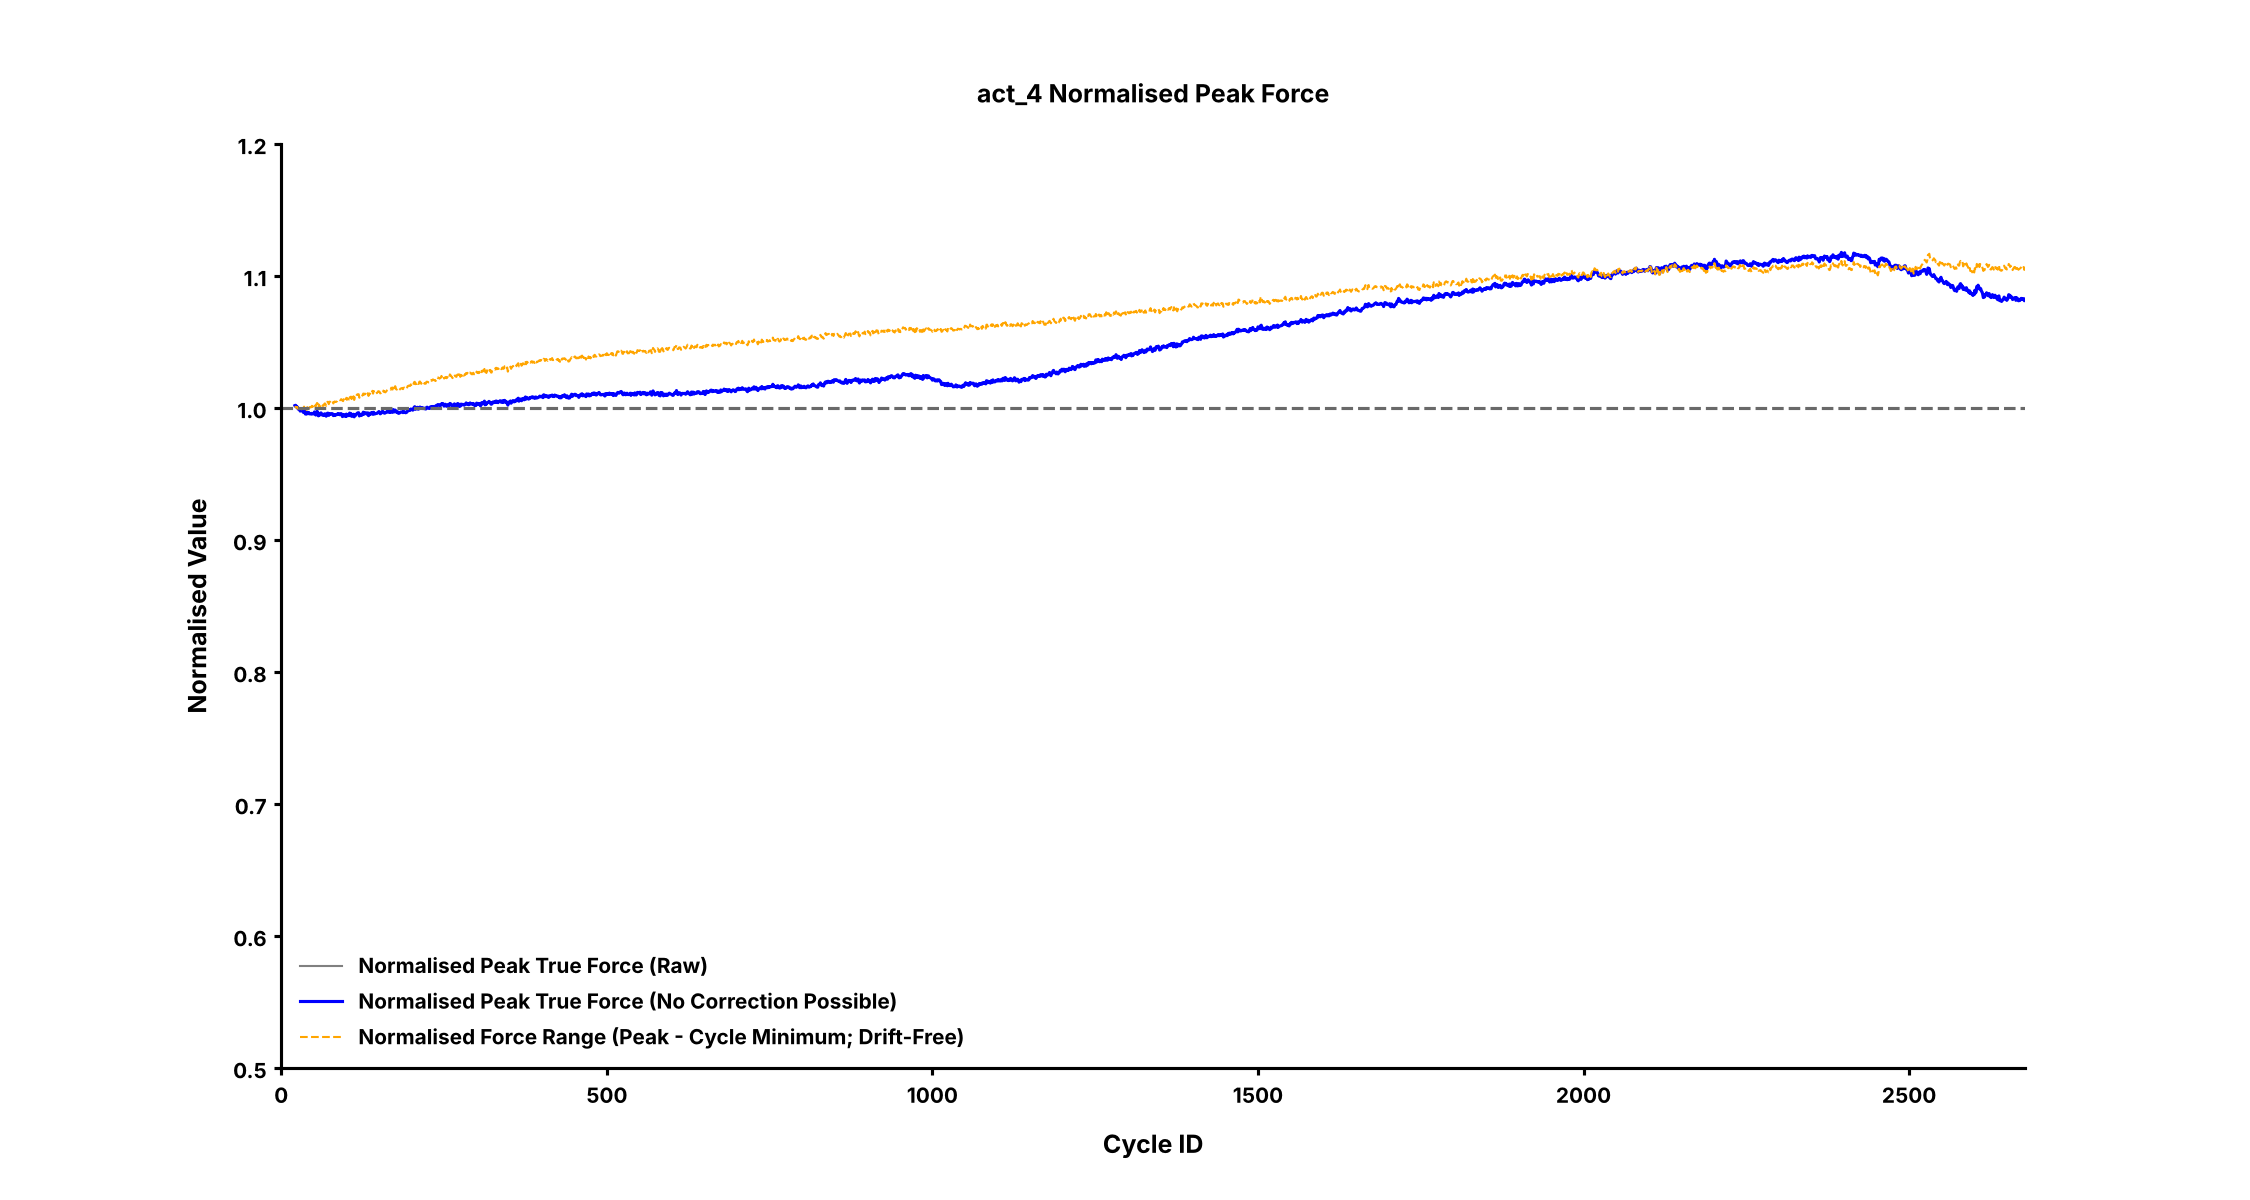 act_4 Normalised Peak Force
1.2
1.1
1.0
0.9
0.8
0.7
0.6
0.5
Normalised Value
Normalised Peak True Force (Raw)
Normalised Peak True Force (No Correction Possible)
Normalised Force Range (Peak - Cycle Minimum; Drift-Free)
0 500 1000 1500 2000 2500
Cycle ID